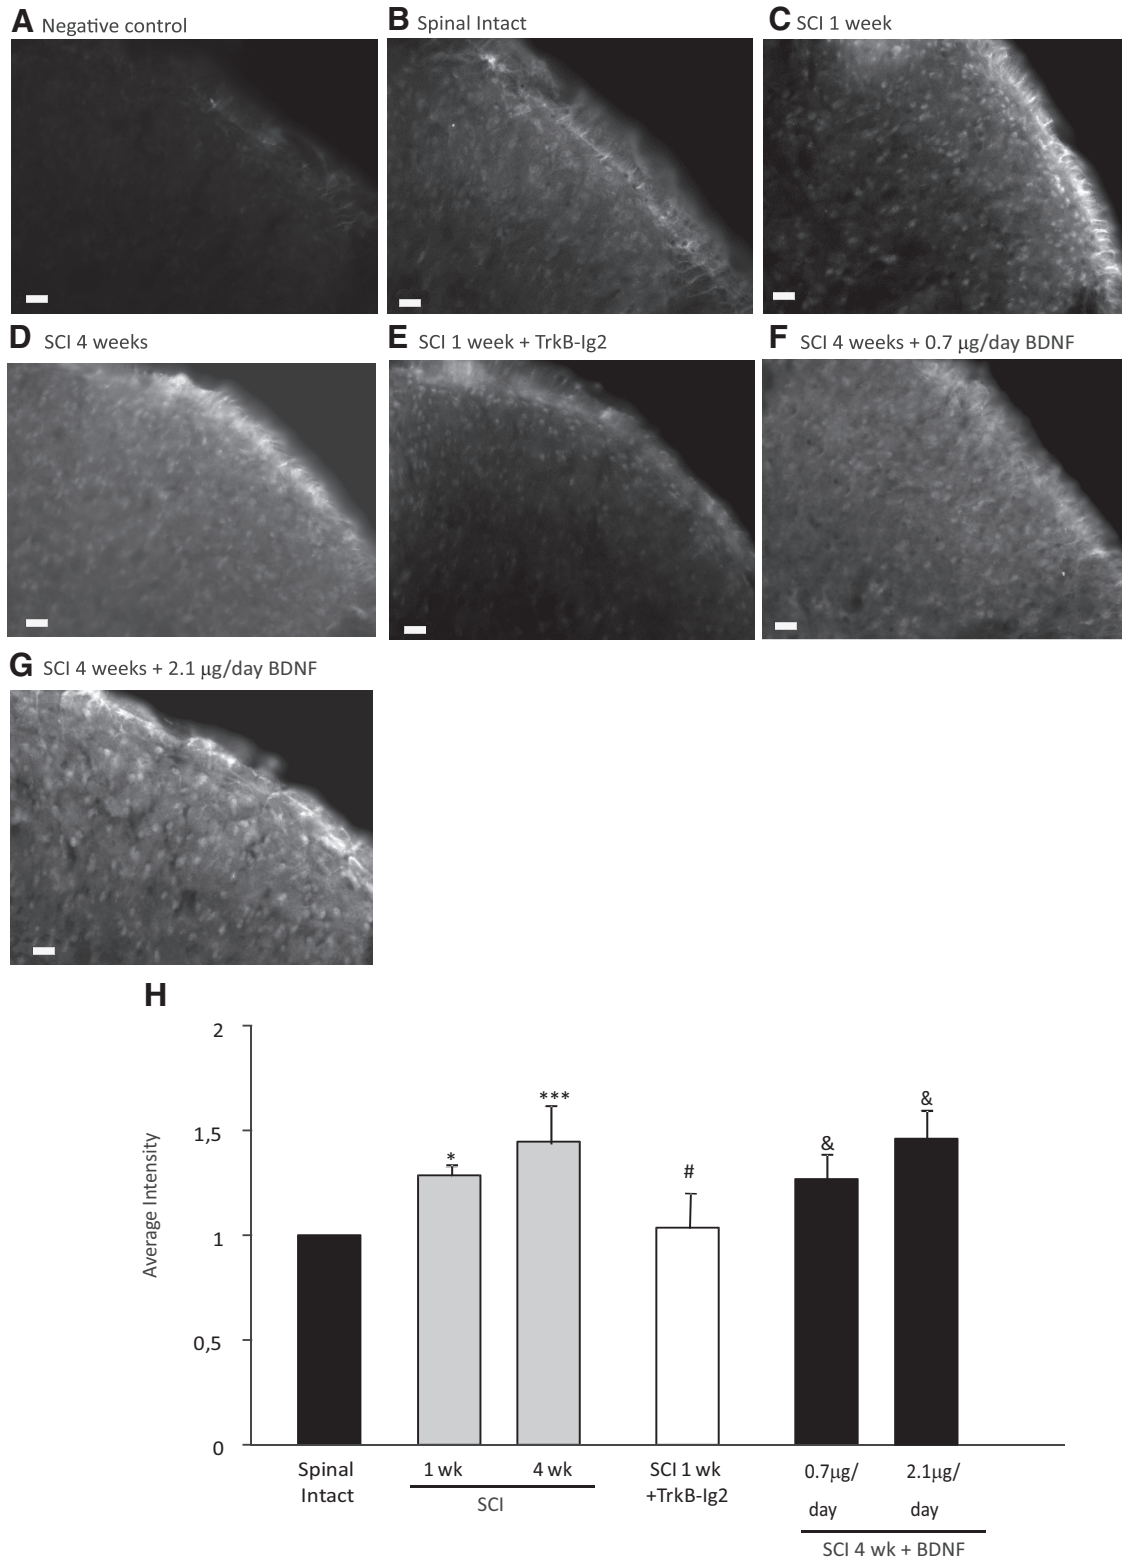 A Negative control
B Spinal Intact
C SCI 1 week
D SCI 4 weeks
E SCI 1 week + TrkB-Ig2
F SCI 4 weeks + 0.7 µg/day BDNF
G SCI 4 weeks + 2.1 µg/day BDNF
H
Average Intensity
2
1,5
1
0,5
0
*
***
#
&
&
Spinal
Intact
1 wk
4 wk
SCI
SCI 1 wk
+TrkB-Ig2
0.7µg/
day
2.1µg/
day
SCI 4 wk + BDNF